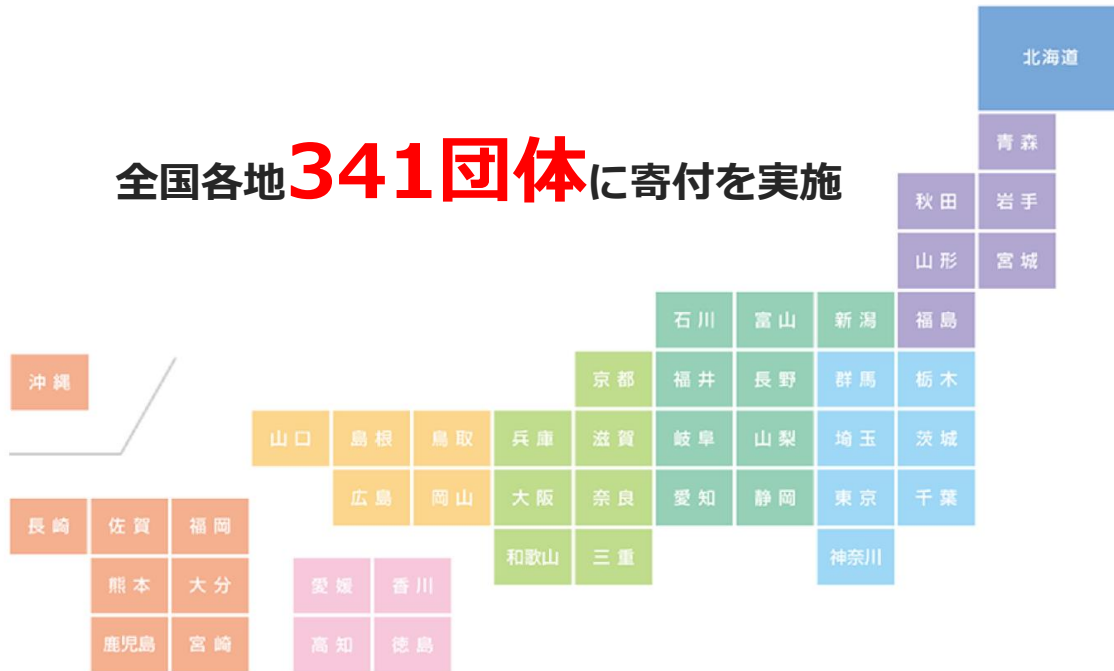 北海道
全国各地341団体に寄付を実施
青森
秋田 岩手
山形 宮城
石川 富山 新潟 福島
沖縄 京都 福井 長野 群馬 栃木
山口 島根 鳥取 兵庫 滋賀 岐阜 山梨 埼玉 茨城
広島 岡山 大阪 奈良 愛知 静岡 東京 千葉
長崎 佐賀 福岡
和歌山 三重 神奈川
熊本 大分 愛媛 香川
鹿児島 宮崎 高知 徳島